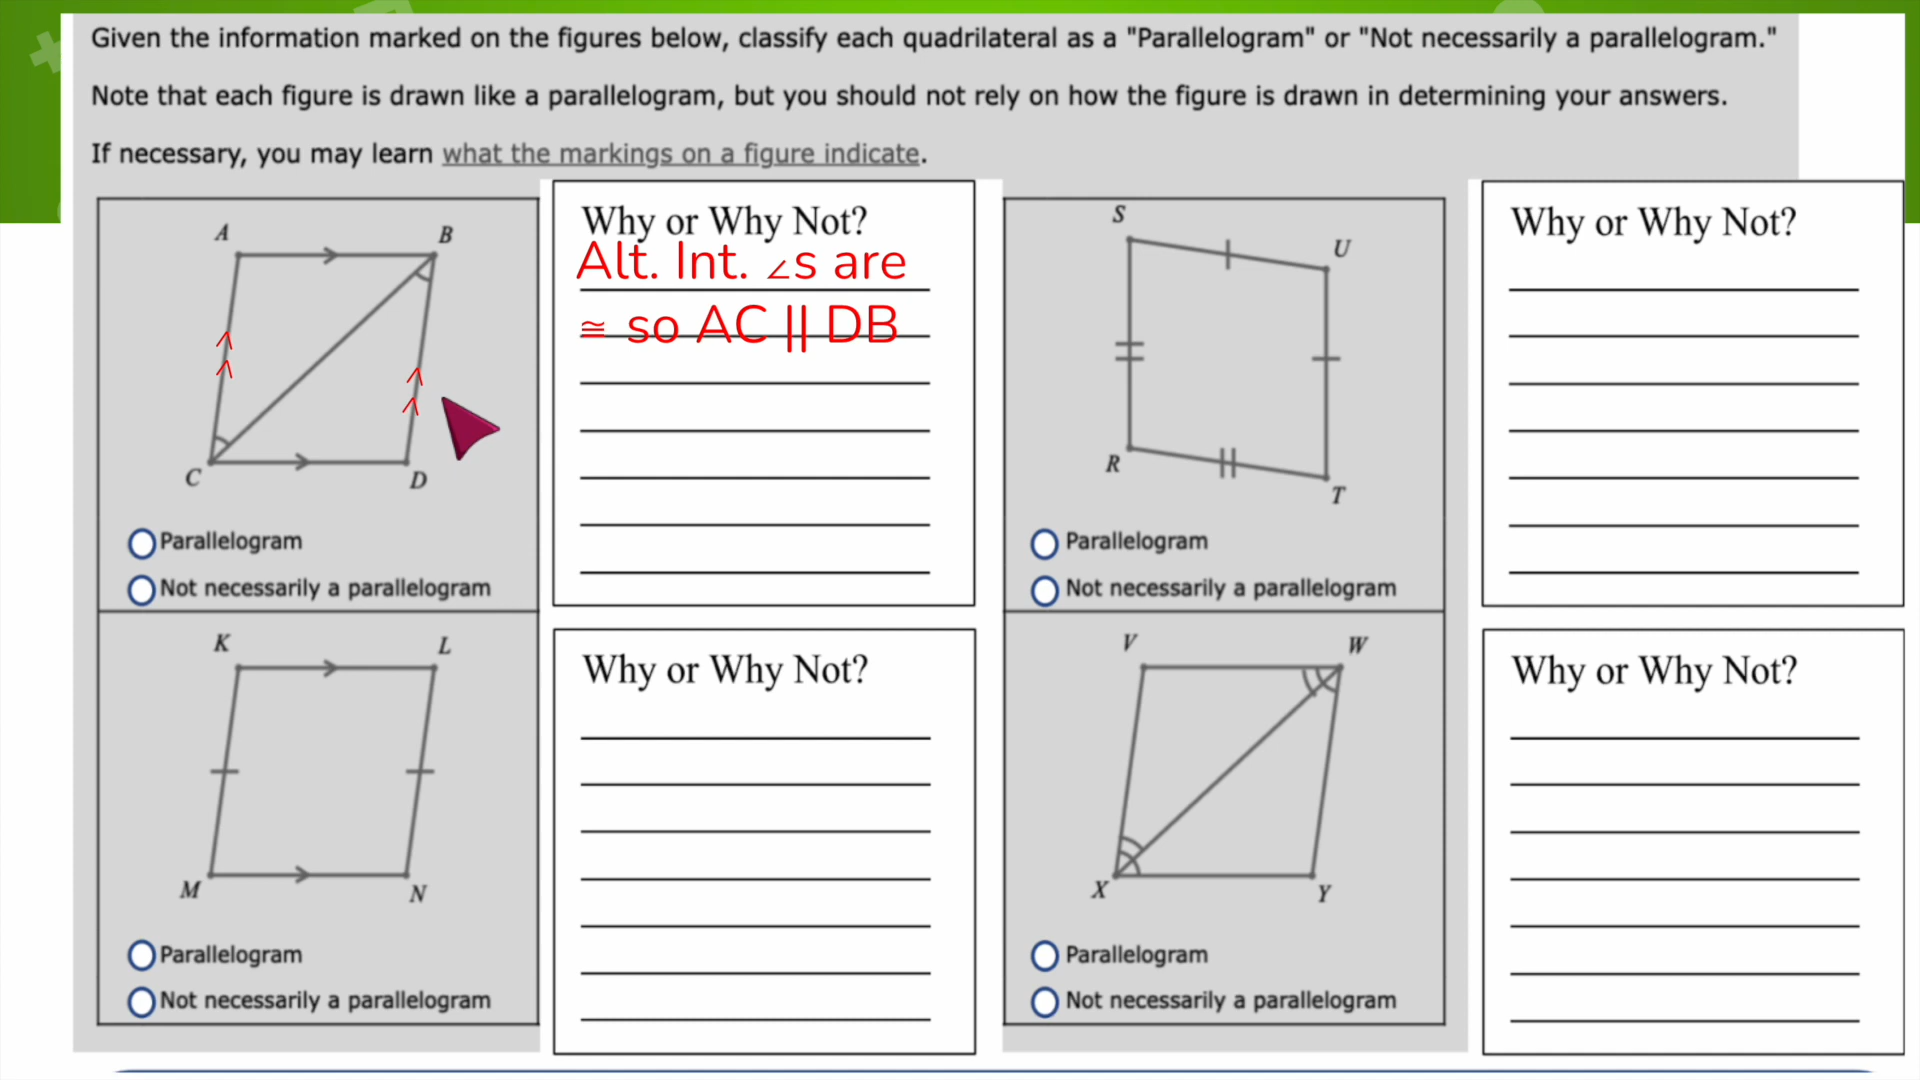 Given the information marked on the figures below, classify each quadrilateral as a "Parallelogram" or "Not necessarily a parallelogram."
Note that each figure is drawn like a parallelogram, but you should not rely on how the figure is drawn in determining your answers.
If necessary, you may learn what the markings on a figure indicate.
A
B
C
D
Parallelogram
Not necessarily a parallelogram
Why or Why Not?
Alt. Int. ∠s are
≅ so AC || DB
S
U
R
T
Parallelogram
Not necessarily a parallelogram
Why or Why Not?
K
L
M
N
Parallelogram
Not necessarily a parallelogram
Why or Why Not?
V
W
X
Y
Parallelogram
Not necessarily a parallelogram
Why or Why Not?